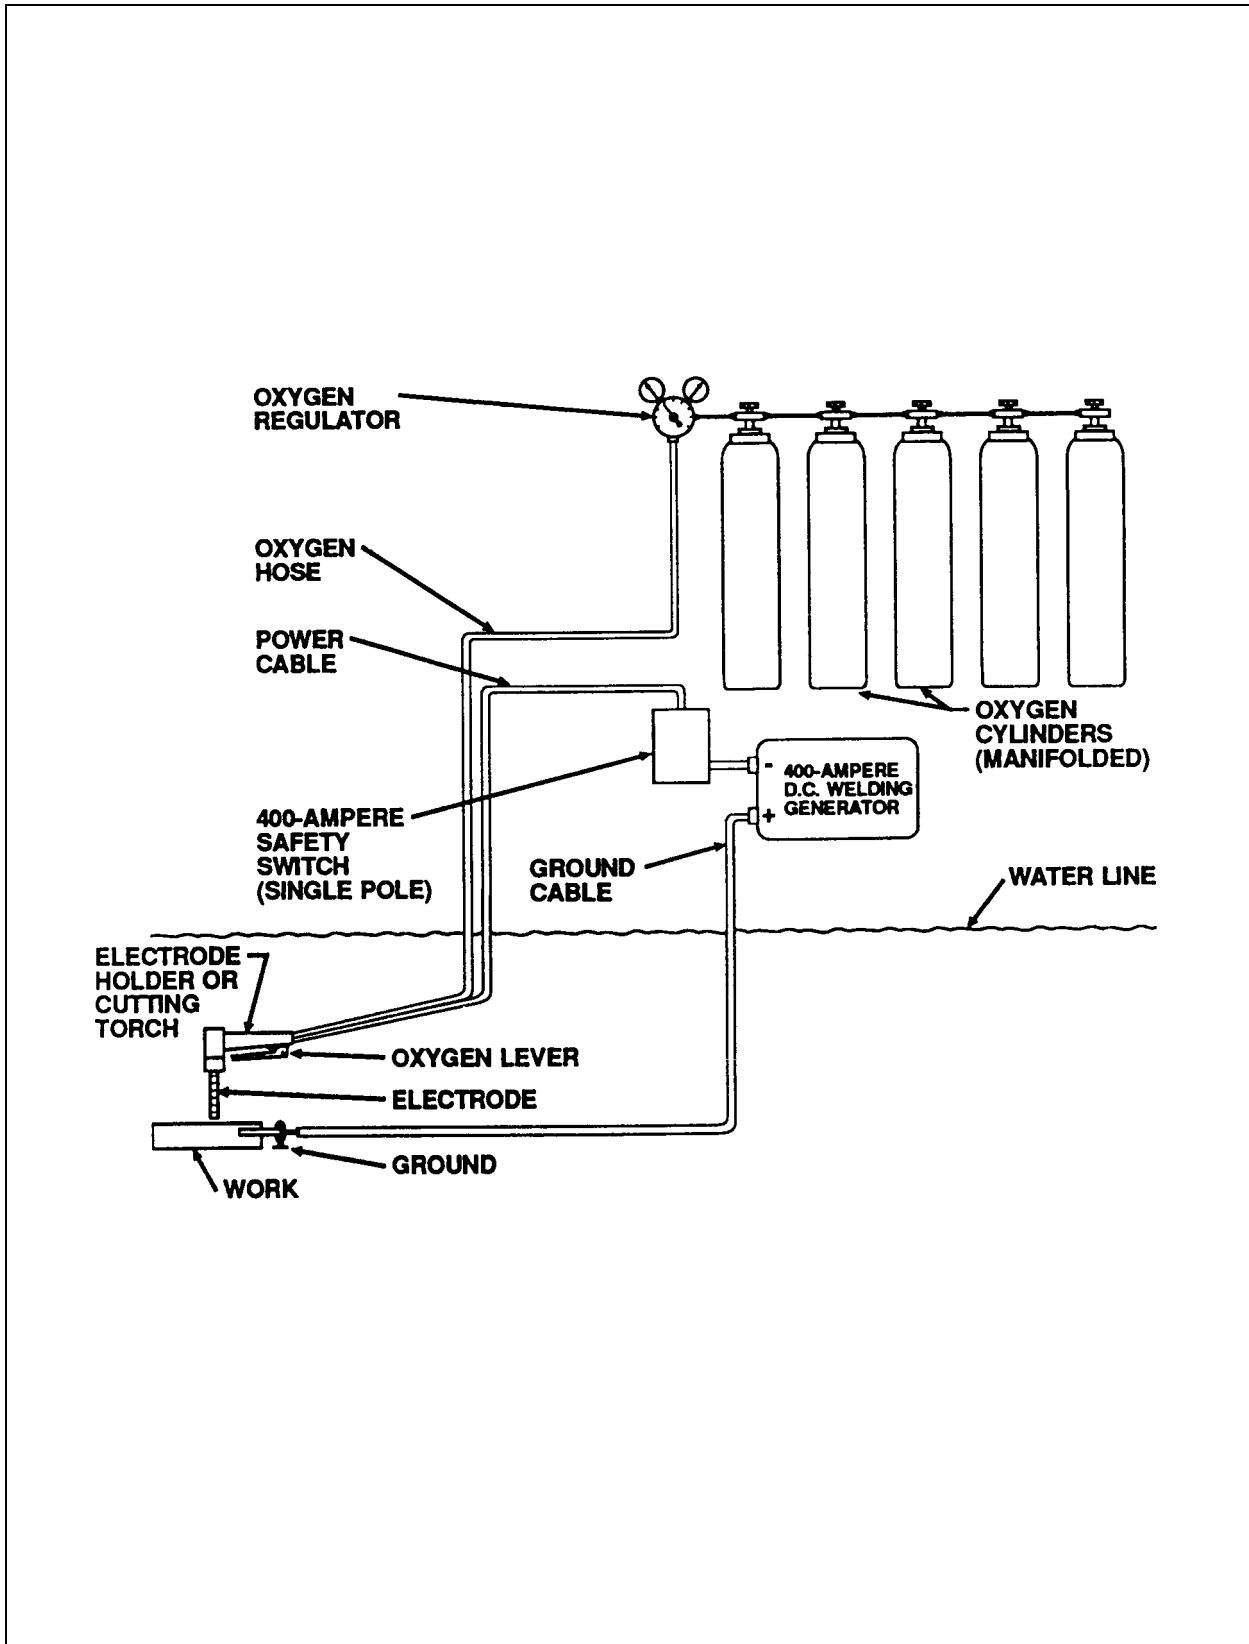 OXYGEN
REGULATOR
OXYGEN
HOSE
POWER
CABLE
OXYGEN
CYLINDERS
(MANIFOLDED)
-
400-AMPERE
D.C. WELDING
GENERATOR
+
400-AMPERE
SAFETY
SWITCH
(SINGLE POLE)
GROUND
CABLE
WATER LINE
ELECTRODE
HOLDER OR
CUTTING
TORCH
OXYGEN LEVER
ELECTRODE
GROUND
WORK